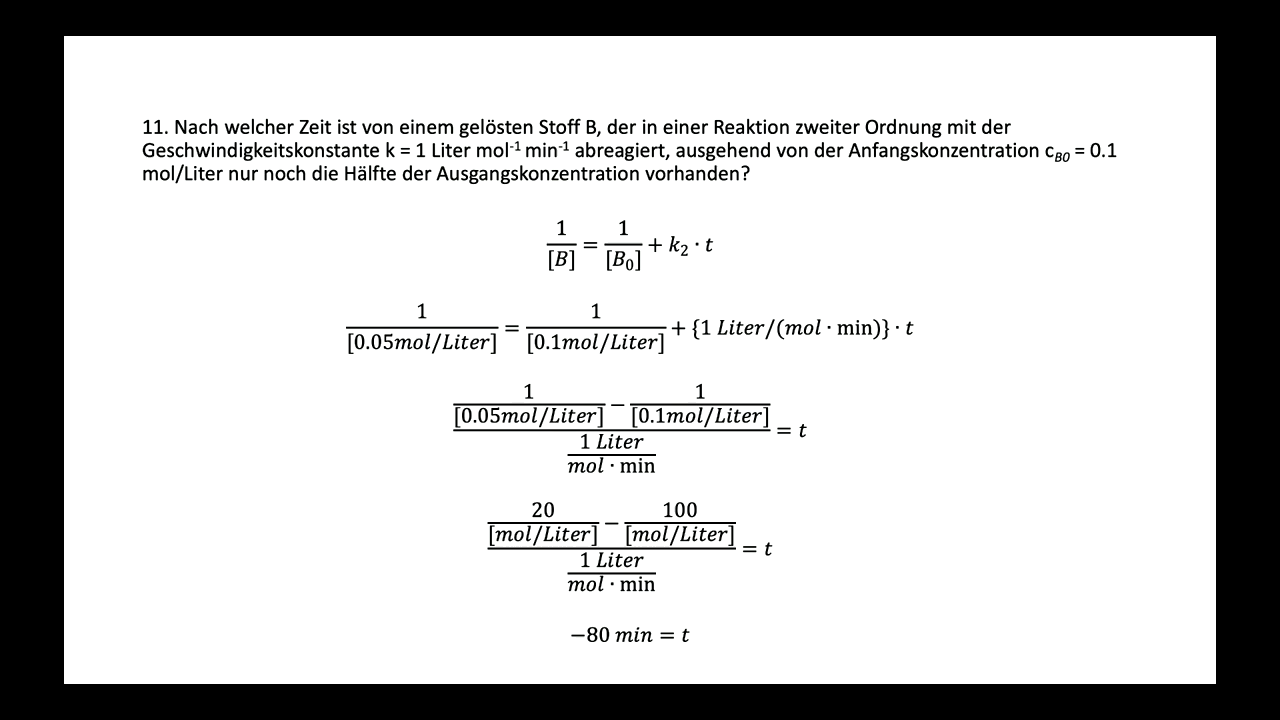 11. Nach welcher Zeit ist von einem gelösten Stoff B, der in einer Reaktion zweiter Ordnung mit der
Geschwindigkeitskonstante k = 1 Liter mol⁻¹ min⁻¹ abreagiert, ausgehend von der Anfangskonzentration c_B0 = 0.1
mol/Liter nur noch die Hälfte der Ausgangskonzentration vorhanden?
1/[B] = 1/[B₀] + k₂ · t
1/[0.05mol/Liter] = 1/[0.1mol/Liter] + {1 Liter/(mol · min)} · t
(1/[0.05mol/Liter] − 1/[0.1mol/Liter])/(1 Liter/(mol · min)) = t
(20/[mol/Liter] − 100/[mol/Liter])/(1 Liter/(mol · min)) = t
−80 min = t